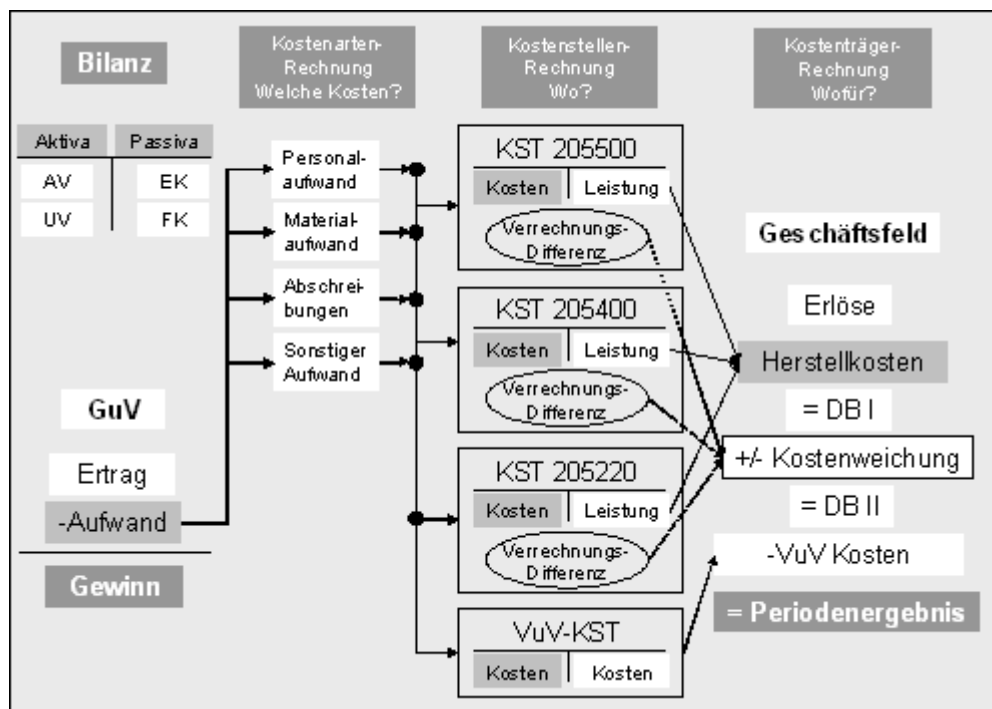 Bilanz
Aktiva Passiva
AV EK
UV FK
GuV
Ertrag
-Aufwand
Gewinn
Kostenarten-
Rechnung
Welche Kosten?
Personal-
aufwand
Material-
aufwand
Abschrei-
bungen
Sonstiger
Aufwand
Kostenstellen-
Rechnung
Wo?
KST 205500
Kosten Leistung
Verrechnungs-
Differenz
KST 205400
Kosten Leistung
Verrechnungs-
Differenz
KST 205220
Kosten Leistung
Verrechnungs-
Differenz
VuV-KST
Kosten Kosten
Kostenträger-
Rechnung
Wofür?
Geschäftsfeld
Erlöse
Herstellkosten
= DB I
+/- Kostenweichung
= DB II
-VuV Kosten
= Periodenergebnis